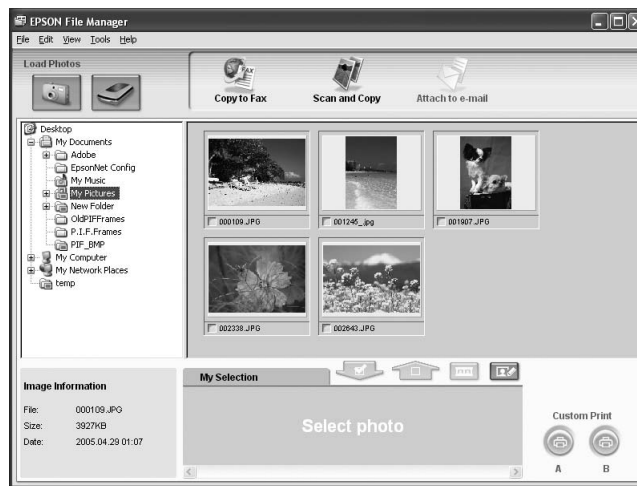 EPSON File Manager
File Edit View Tools Help
Load Photos
Copy to Fax Scan and Copy Attach to e-mail
FAX
Desktop
My Documents
Adobe
EpsonNet Config
My Music
My Pictures
New Folder
OldPIFFrames
P.I.F.Frames
PIF_BMP
My Computer
My Network Places
temp
000109.JPG 001245_.jpg 001907.JPG
002338.JPG 002643.JPG
Image Information
File: 000109.JPG
Size: 3927KB
Date: 2005.04.29 01:07
My Selection
Select photo
Custom Print
A B